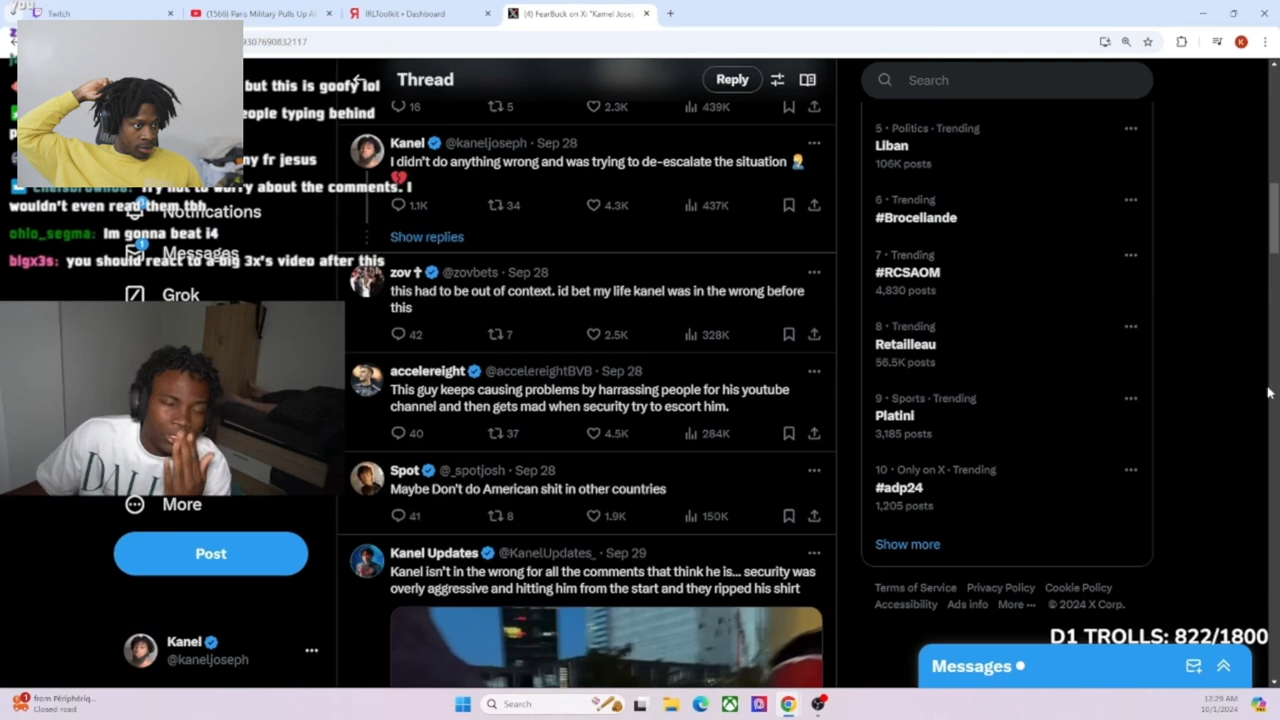 you
Twitch
(1566) Paris Military Pulls Up At
IRLToolkit • Dashboard
(4) FearBuck on X: "Kamel Josep
9307690832117
but this is goofy lol
eople typing behind
ny fr jesus
Try not to worry about the comments. I
wouldn't even read them tbh
ohio_segma: Im gonna beat i4
bigx3s: you should react to a big 3x's video after this
Notifications
Messages
1
Grok
More
Post
Kanel
@kaneljoseph
Thread
Reply
16 5 2.3K 439K
Kanel @kaneljoseph · Sep 28
I didn't do anything wrong and was trying to de-escalate the situation 🤦‍♂️
💔
1.1K 34 4.3K 437K
Show replies
zov ✝ @zovbets · Sep 28
this had to be out of context. id bet my life kanel was in the wrong before
this
42 7 2.5K 328K
accelereight @accelereightBVB · Sep 28
This guy keeps causing problems by harrassing people for his youtube
channel and then gets mad when security try to escort him.
40 37 4.5K 284K
Spot @_spotjosh · Sep 28
Maybe Don't do American shit in other countries
41 8 1.9K 150K
Kanel Updates @KanelUpdates_ · Sep 29
Kanel isn't in the wrong for all the comments that think he is... security was
overly aggressive and hitting him from the start and they ripped his shirt
Search
5 · Politics · Trending
Liban
106K posts
6 · Trending
#Brocellande
7 · Trending
#RCSAOM
4,830 posts
8 · Trending
Retailleau
56.5K posts
9 · Sports · Trending
Platini
3,185 posts
10 · Only on X · Trending
#adp24
1,205 posts
Show more
Terms of Service Privacy Policy Cookie Policy
Accessibility Ads info More ··· © 2024 X Corp.
D1 TROLLS: 822/1800
Messages
from Périphériq...
Closed road
Search
12:29 AM
10/1/2024